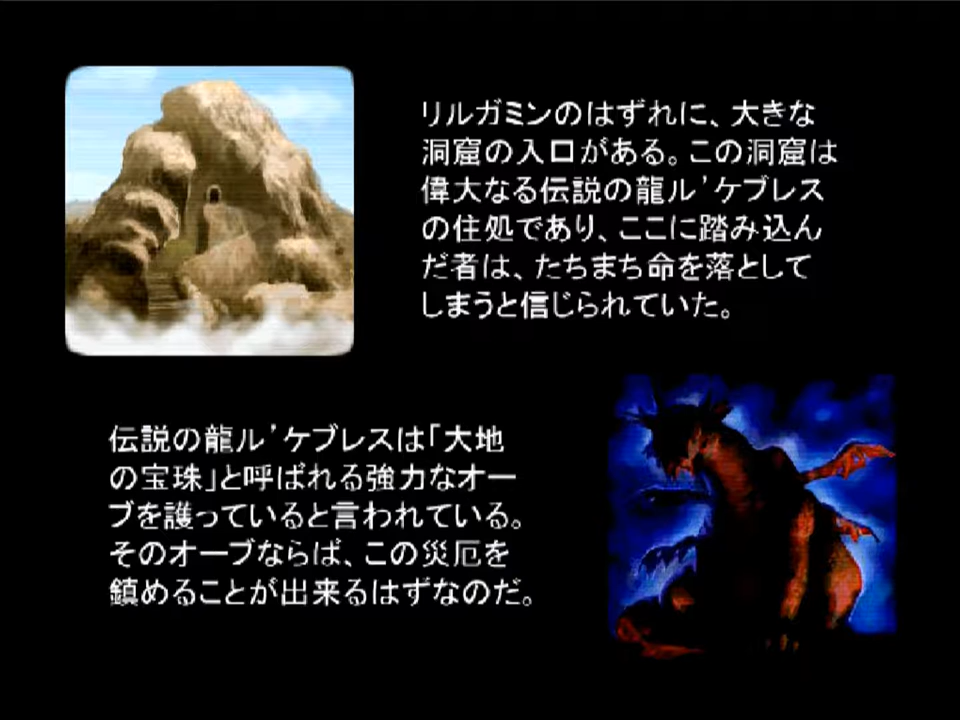 リルガミンのはずれに、大きな
洞窟の入口がある。この洞窟は
偉大なる伝説の龍ル’ケブレス
の住処であり、ここに踏み込ん
だ者は、たちまち命を落として
しまうと信じられていた。
伝説の龍ル’ケブレスは「大地
の宝珠」と呼ばれる強力なオー
ブを護っていると言われている。
そのオーブならば、この災厄を
鎮めることが出来るはずなのだ。